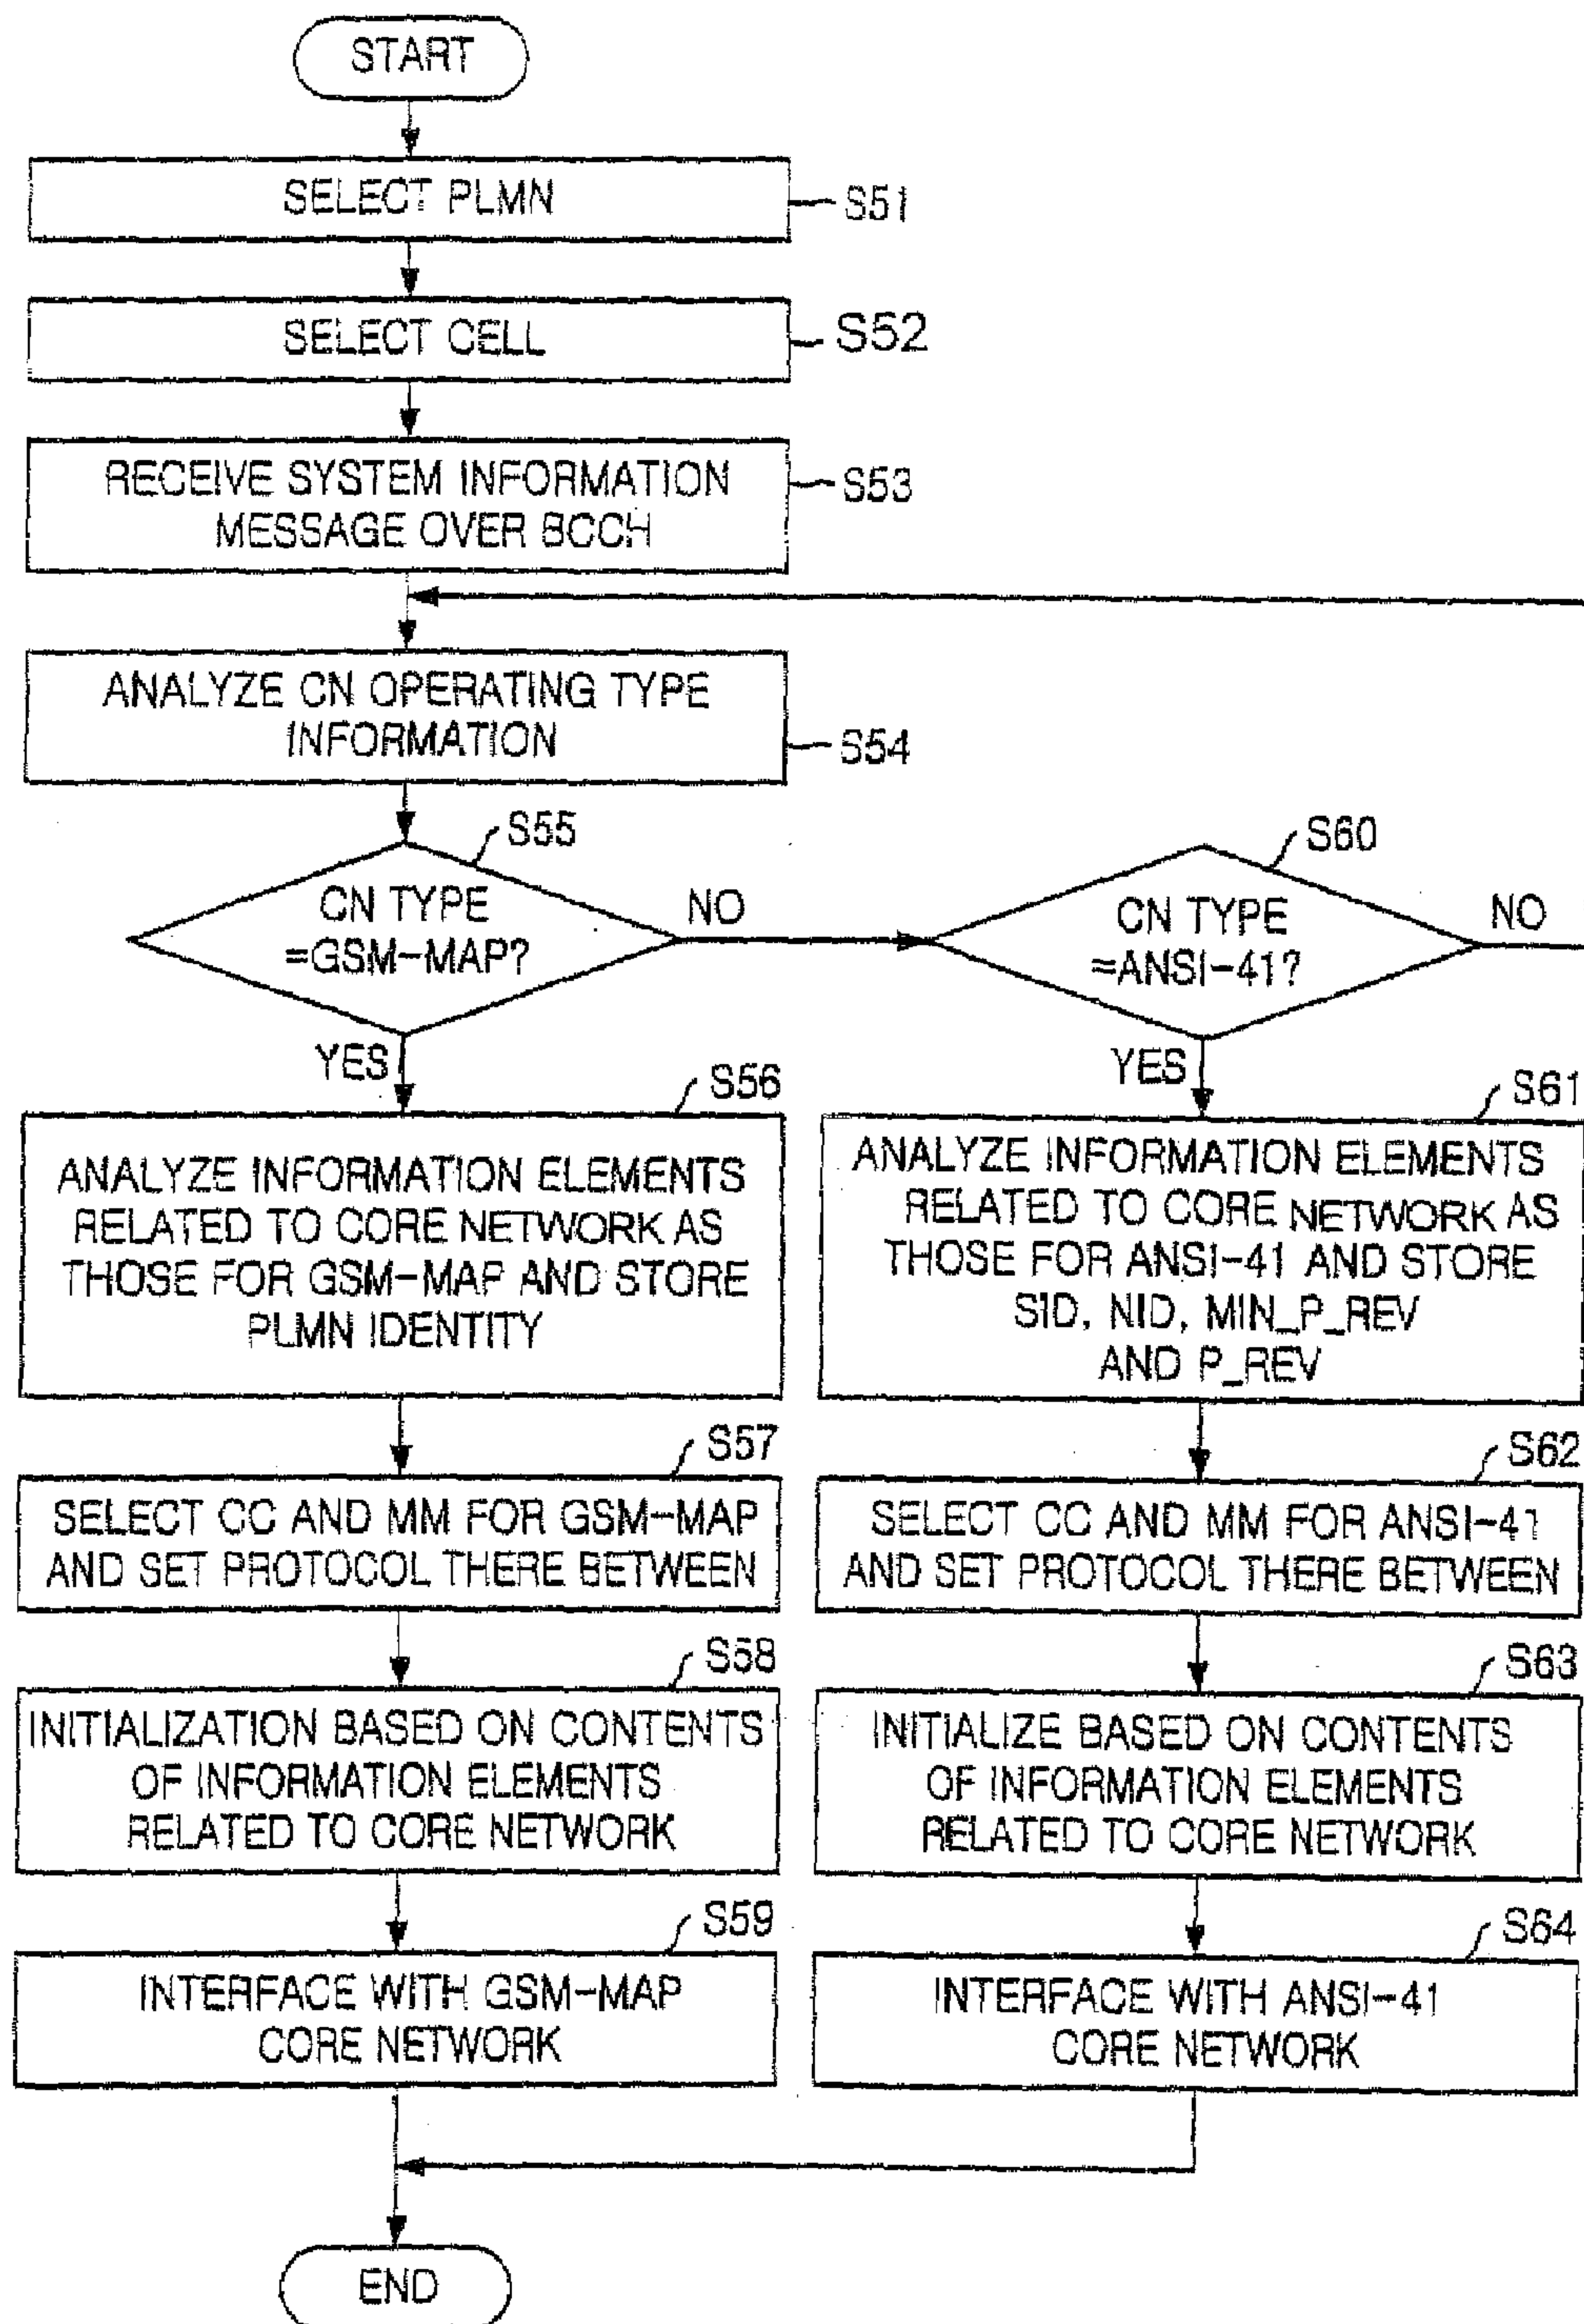 START
SELECT PLMN
S51
SELECT CELL
S52
RECEIVE SYSTEM INFORMATION
MESSAGE OVER BCCH
S53
ANALYZE CN OPERATING TYPE
INFORMATION
S54
S55
CN TYPE
=GSM-MAP?
NO
YES
S60
CN TYPE
=ANSI-41?
NO
YES
S56
ANALYZE INFORMATION ELEMENTS
RELATED TO CORE NETWORK AS
THOSE FOR GSM-MAP AND STORE
PLMN IDENTITY
S61
ANALYZE INFORMATION ELEMENTS
RELATED TO CORE NETWORK AS
THOSE FOR ANSI-41 AND STORE
SID, NID, MIN_P_REV
AND P_REV
S57
SELECT CC AND MM FOR GSM-MAP
AND SET PROTOCOL THERE BETWEEN
S62
SELECT CC AND MM FOR ANSI-41
AND SET PROTOCOL THERE BETWEEN
S58
INITIALIZATION BASED ON CONTENTS
OF INFORMATION ELEMENTS
RELATED TO CORE NETWORK
S63
INITIALIZE BASED ON CONTENTS
OF INFORMATION ELEMENTS
RELATED TO CORE NETWORK
S59
INTERFACE WITH GSM-MAP
CORE NETWORK
S64
INTERFACE WITH ANSI-41
CORE NETWORK
END